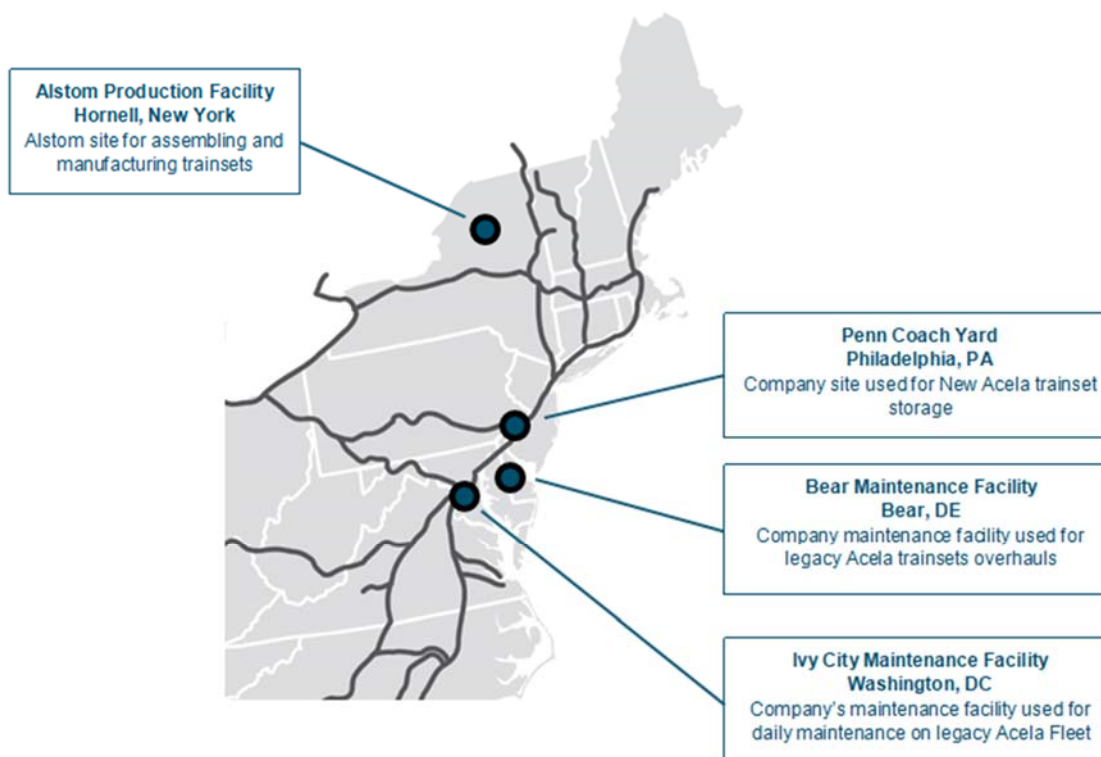 Alstom Production Facility
Hornell, New York
Alstom site for assembling and
manufacturing trainsets
Penn Coach Yard
Philadelphia, PA
Company site used for New Acela trainset
storage
Bear Maintenance Facility
Bear, DE
Company maintenance facility used for
legacy Acela trainsets overhauls
Ivy City Maintenance Facility
Washington, DC
Company's maintenance facility used for
daily maintenance on legacy Acela Fleet